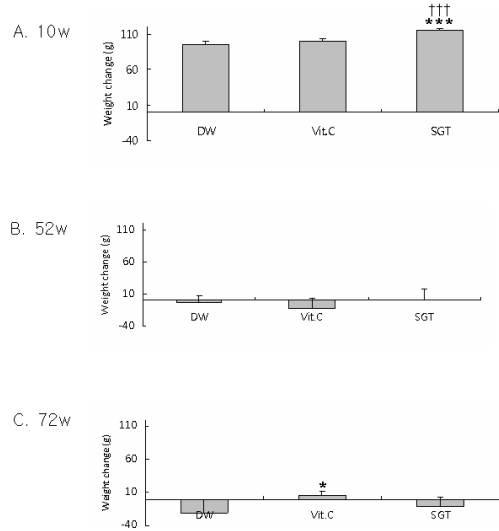 A. 10w
†††
***
Weight change (g)
110
60
10
-40
DW
Vit.C
SGT
B. 52w
Weight change (g)
110
60
10
-40
DW
Vit.C
SGT
C. 72w
Weight change (g)
110
60
*
10
-40
DW
Vit.C
SGT